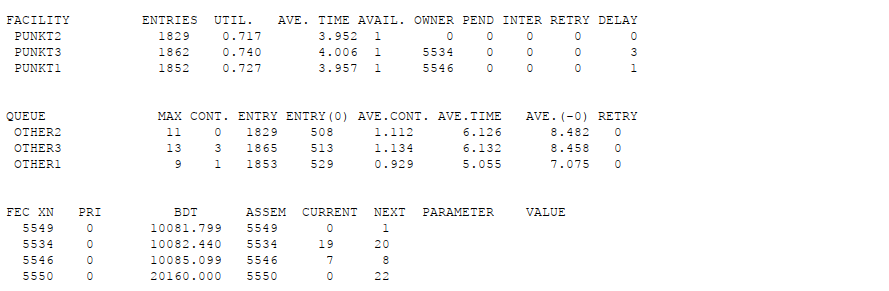 FACILITY ENTRIES UTIL. AVE. TIME AVAIL. OWNER PEND INTER RETRY DELAY
PUNKT2 1829 0.717 3.952 1 0 0 0 0 0
PUNKT3 1862 0.740 4.006 1 5534 0 0 0 3
PUNKT1 1852 0.727 3.957 1 5546 0 0 0 1
QUEUE MAX CONT. ENTRY ENTRY(0) AVE.CONT. AVE.TIME AVE.(-0) RETRY
OTHER2 11 0 1829 508 1.112 6.126 8.482 0
OTHER3 13 3 1865 513 1.134 6.132 8.458 0
OTHER1 9 1 1853 529 0.929 5.055 7.075 0
FEC XN PRI BDT ASSEM CURRENT NEXT PARAMETER VALUE
5549 0 10081.799 5549 0 1
5534 0 10082.440 5534 19 20
5546 0 10085.099 5546 7 8
5550 0 20160.000 5550 0 22